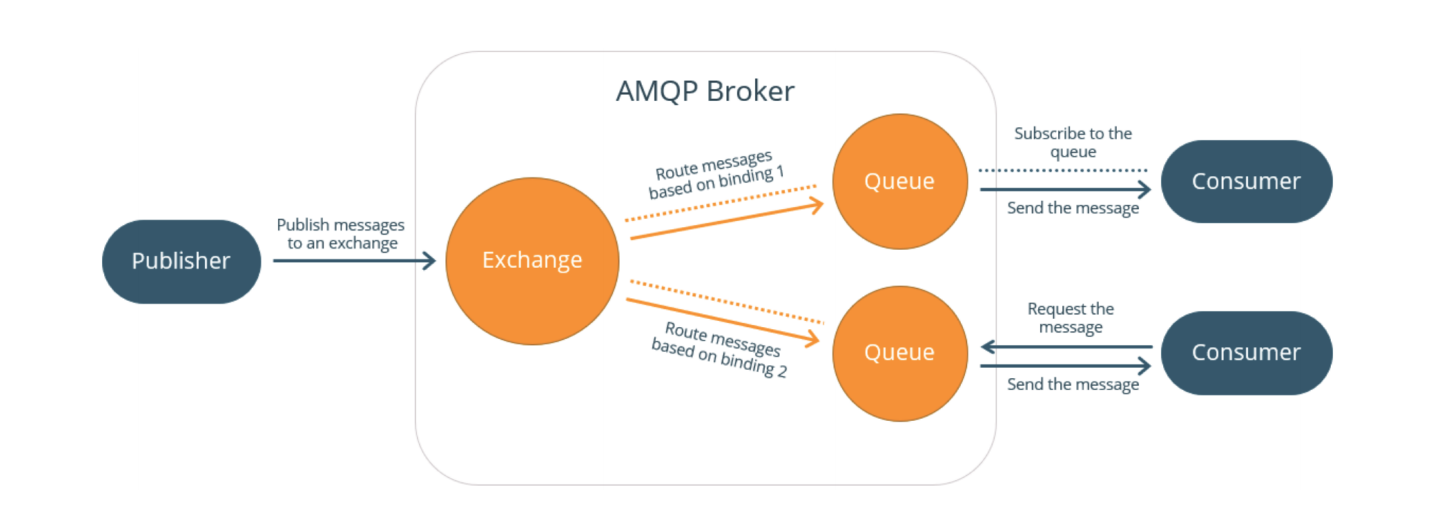 AMQP Broker
Publisher
Publish messages
to an exchange
Exchange
Route messages
based on binding 1
Queue
Subscribe to the
queue
Send the message
Consumer
Route messages
based on binding 2
Queue
Request the
message
Send the message
Consumer